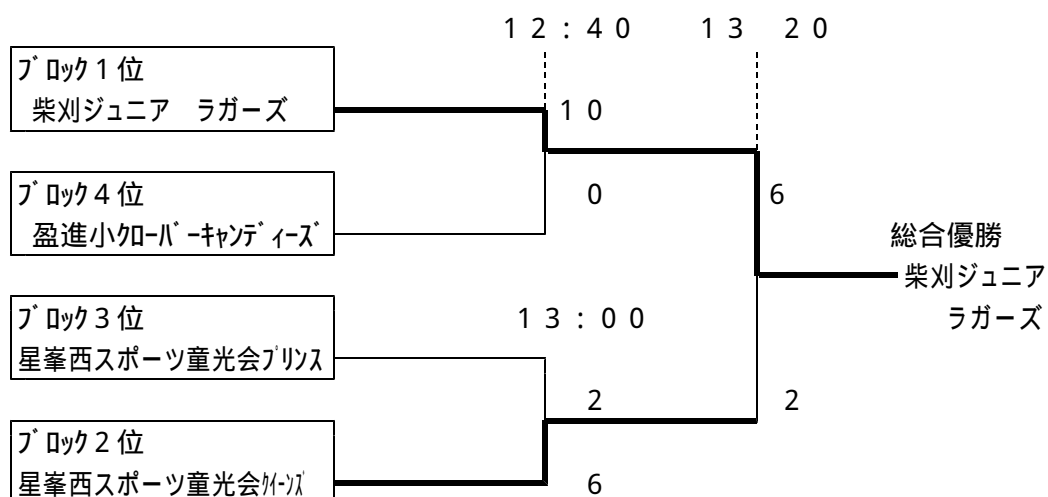 １２：４０　１３　２０
ﾌﾞﾛｯｸ１位
柴刈ジュニア　ラガーズ
１０
ﾌﾞﾛｯｸ４位
盈進小ｸﾛｰﾊﾞｰｷｬﾝﾃﾞｨｰｽﾞ
０
６
総合優勝
柴刈ジュニア
ラガーズ
ﾌﾞﾛｯｸ３位
星峯西スポーツ童光会ﾌﾟﾘﾝｽ
１３：００
２
２
ﾌﾞﾛｯｸ２位
星峯西スポーツ童光会ｸｲｰﾝｽﾞ
６